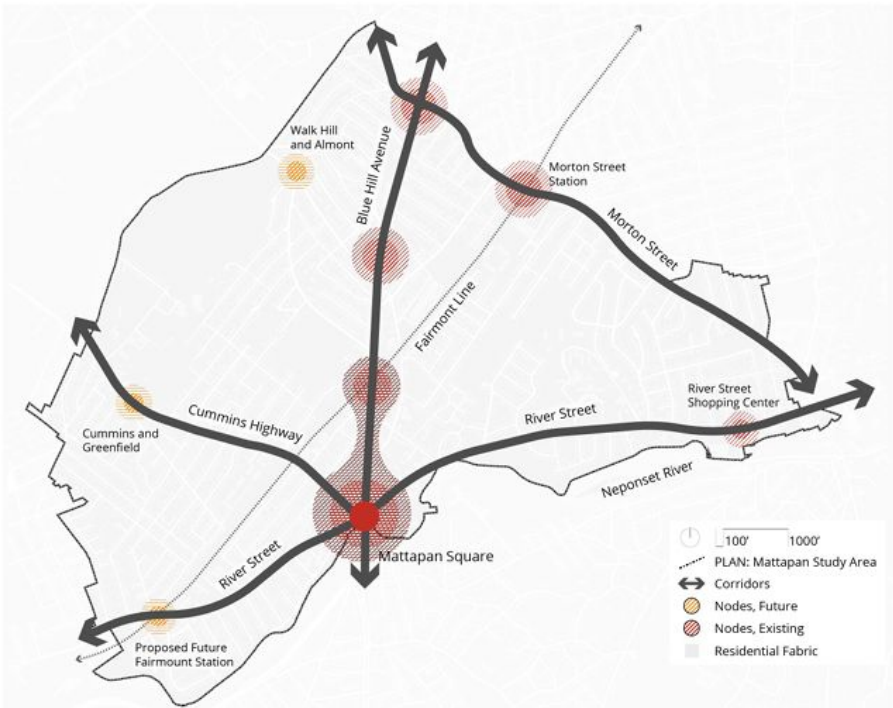 Walk Hill
and Almont
Blue Hill Avenue
Morton Street
Station
Morton Street
Fairmont Line
Cummins and
Greenfield
Cummins Highway
River Street
Shopping Center
River Street
Neponset River
Mattapan Square
River Street
Proposed Future
Fairmount Station
100' 1000'
PLAN: Mattapan Study Area
Corridors
Nodes, Future
Nodes, Existing
Residential Fabric